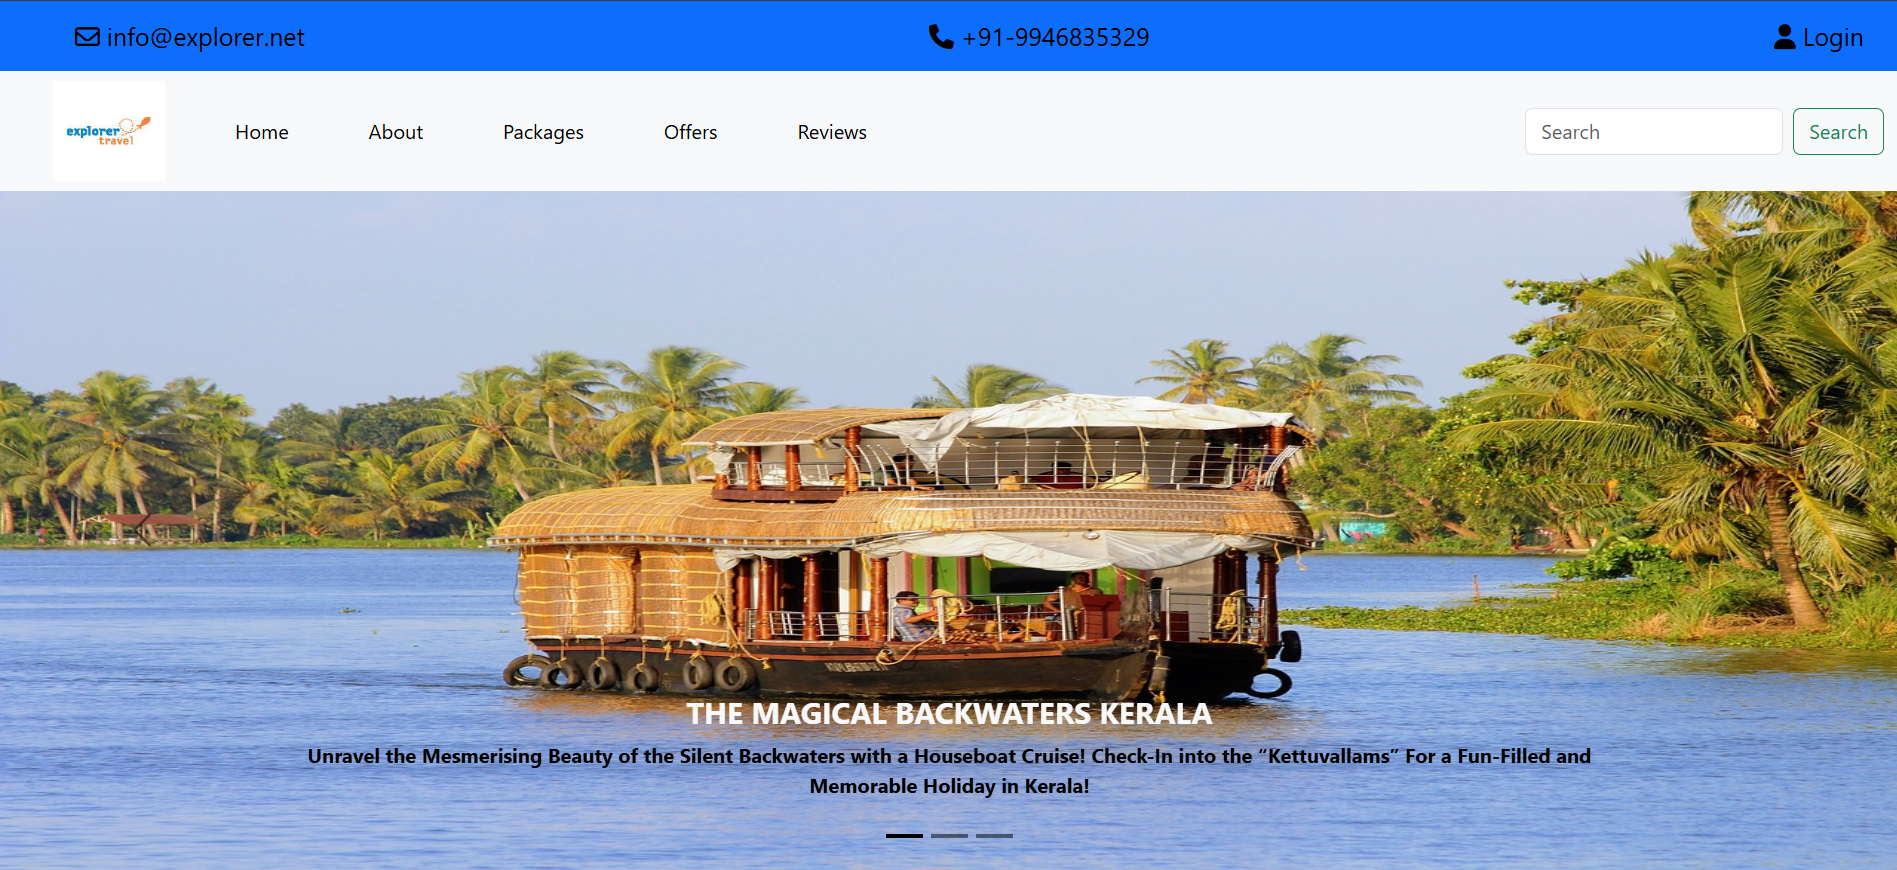 info@explorer.net
+91-9946835329
Login
explorer
travel
Home
About
Packages
Offers
Reviews
Search
Search
THE MAGICAL BACKWATERS KERALA
Unravel the Mesmerising Beauty of the Silent Backwaters with a Houseboat Cruise! Check-In into the “Kettuvallams” For a Fun-Filled and
Memorable Holiday in Kerala!